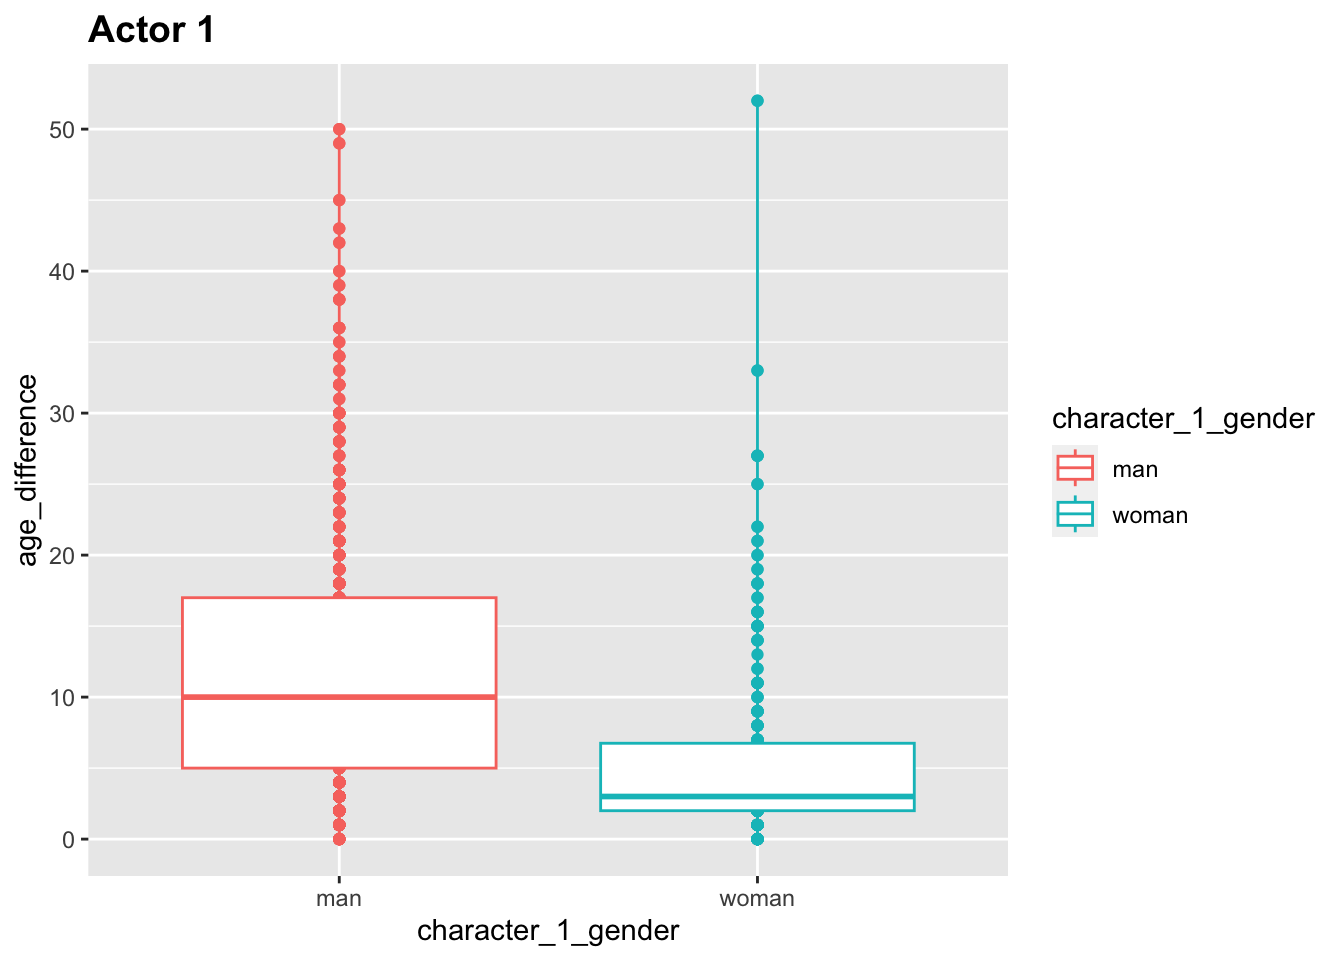 Actor 1
age_difference
50
40
30
20
10
0
man
woman
character_1_gender
character_1_gender
man
woman